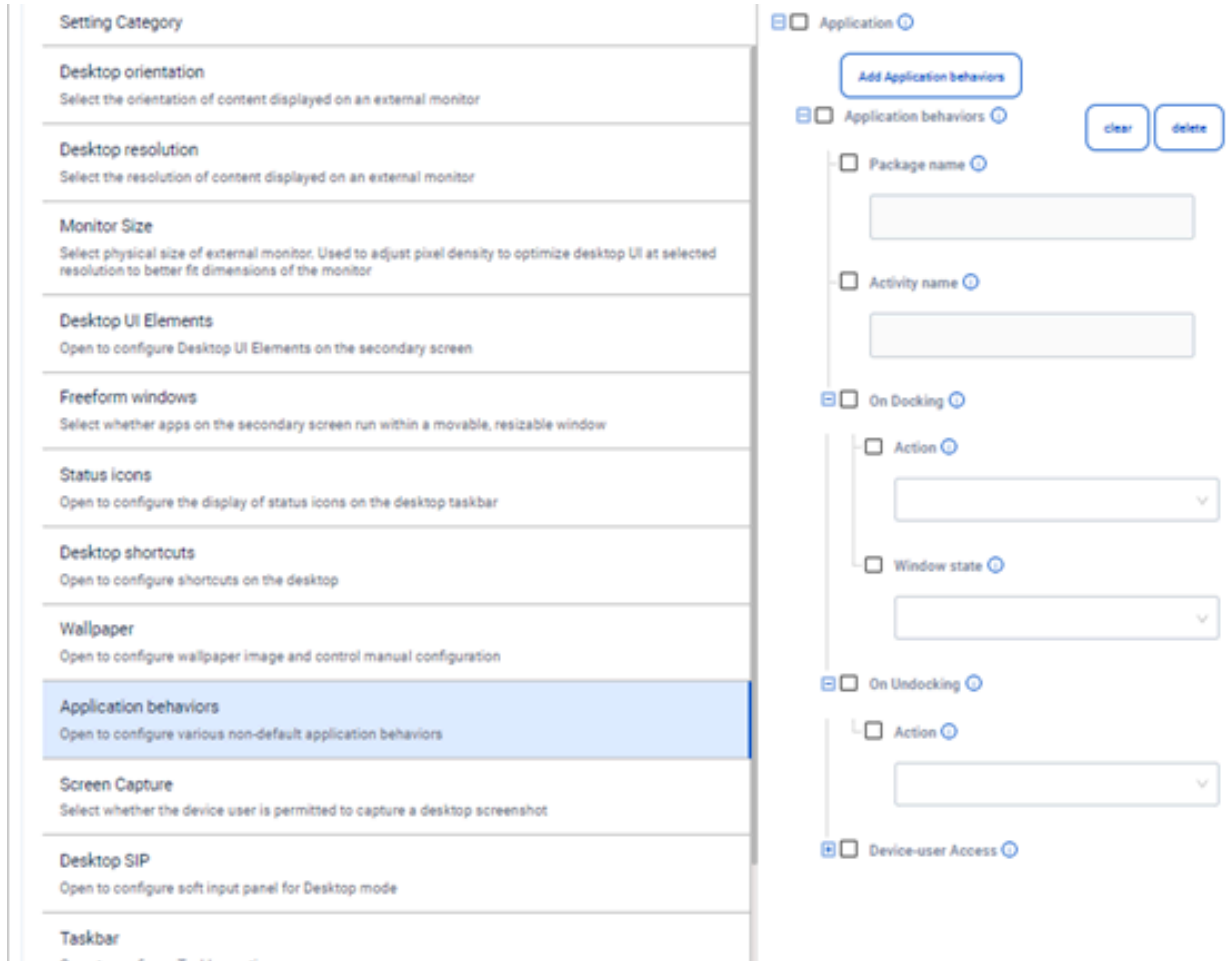 Setting Category
Desktop orientation
Select the orientation of content displayed on an external monitor
Desktop resolution
Select the resolution of content displayed on an external monitor
Monitor Size
Select physical size of external monitor. Used to adjust pixel density to optimize desktop UI at selected
resolution to better fit dimensions of the monitor
Desktop UI Elements
Open to configure Desktop UI Elements on the secondary screen
Freeform windows
Select whether apps on the secondary screen run within a movable, resizable window
Status icons
Open to configure the display of status icons on the desktop taskbar
Desktop shortcuts
Open to configure shortcuts on the desktop
Wallpaper
Open to configure wallpaper image and control manual configuration
Application behaviors
Open to configure various non-default application behaviors
Screen Capture
Select whether the device user is permitted to capture a desktop screenshot
Desktop SIP
Open to configure soft input panel for Desktop mode
Taskbar
Application
Add Application behaviors
Application behaviors
clear
delete
Package name
Activity name
On Docking
Action
Window state
On Undocking
Action
Device-user Access